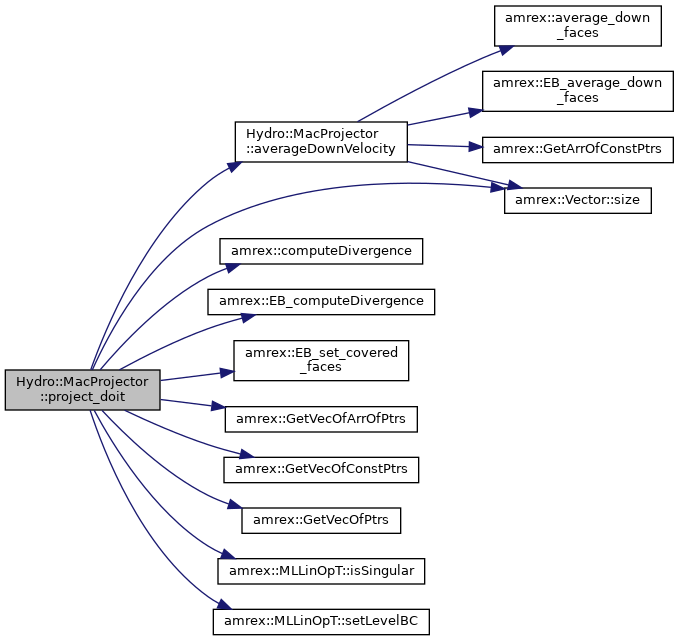 Hydro::MacProjector
::project_doit
Hydro::MacProjector
::averageDownVelocity
amrex::average_down
_faces
amrex::EB_average_down
_faces
amrex::GetArrOfConstPtrs
amrex::Vector::size
amrex::computeDivergence
amrex::EB_computeDivergence
amrex::EB_set_covered
_faces
amrex::GetVecOfArrOfPtrs
amrex::GetVecOfConstPtrs
amrex::GetVecOfPtrs
amrex::MLLinOpT::isSingular
amrex::MLLinOpT::setLevelBC